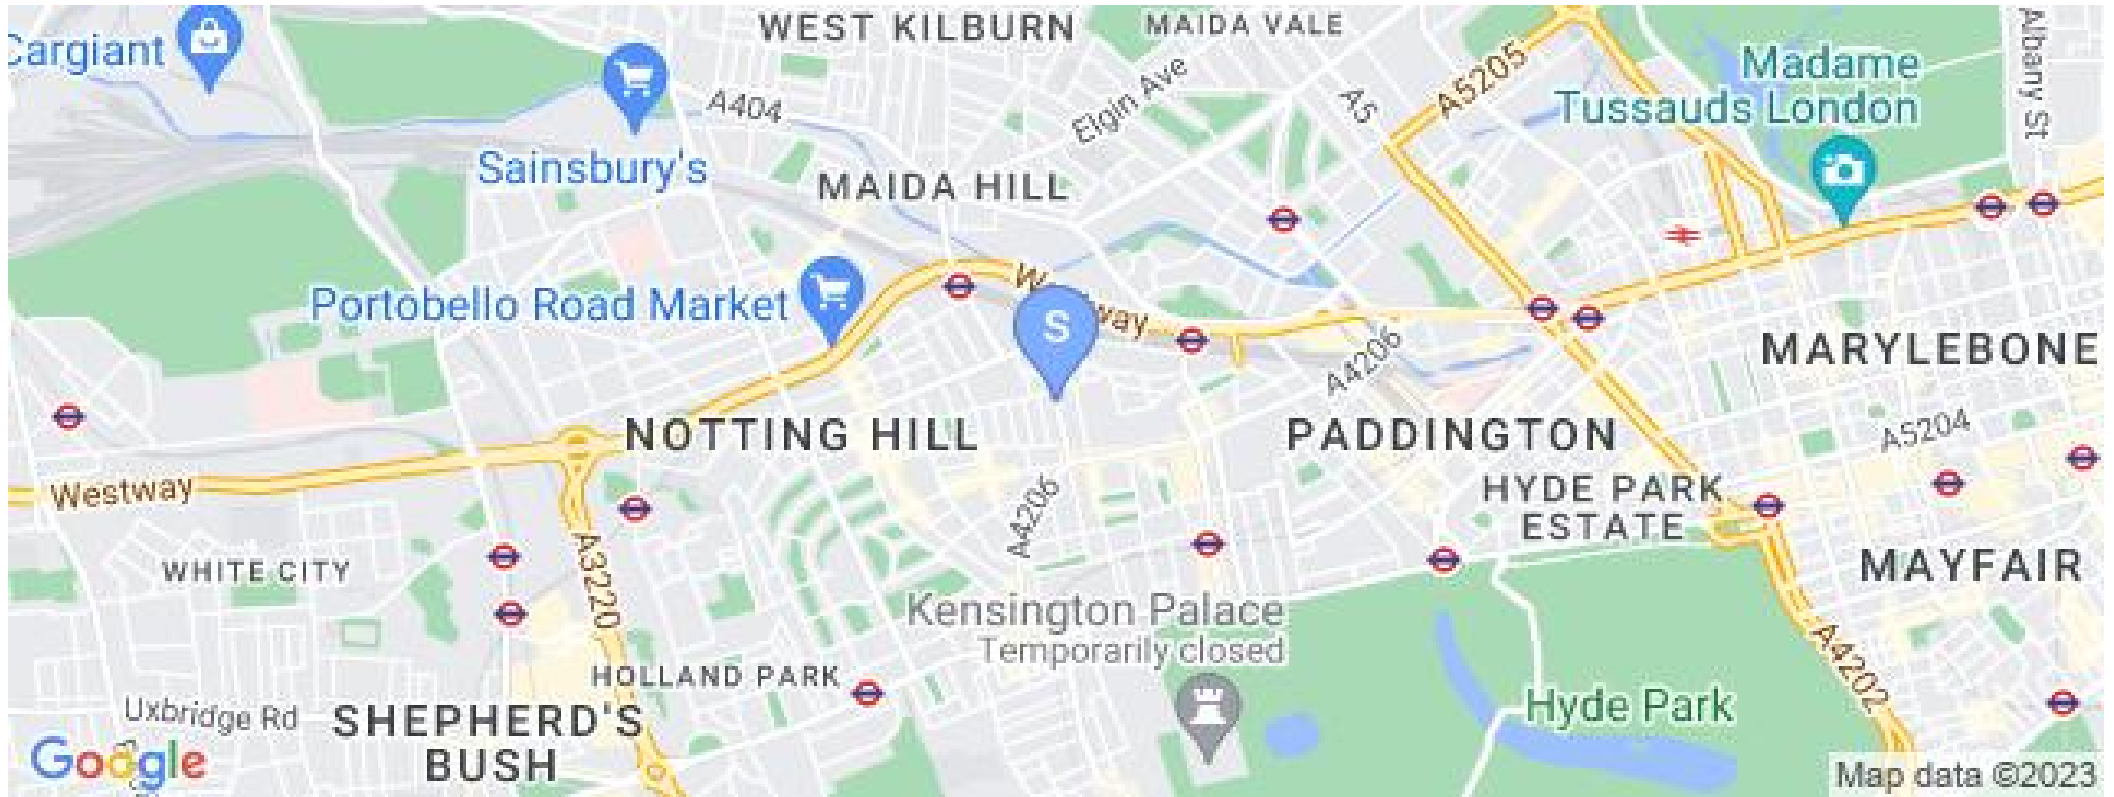 WEST KILBURN
MAIDA VALE
Albany St
Cargiant
Madame
Tussauds London
A5205
A5
Elgin Ave
A404
Sainsbury's
MAIDA HILL
Portobello Road Market
Westway
S
A4206
MARYLEBONE
NOTTING HILL
PADDINGTON
A5204
Westway
HYDE PARK
ESTATE
A4206
A3220
WHITE CITY
MAYFAIR
Kensington Palace
Temporarily closed
A4202
HOLLAND PARK
Uxbridge Rd
SHEPHERD'S
BUSH
Hyde Park
Google
Map data ©2023